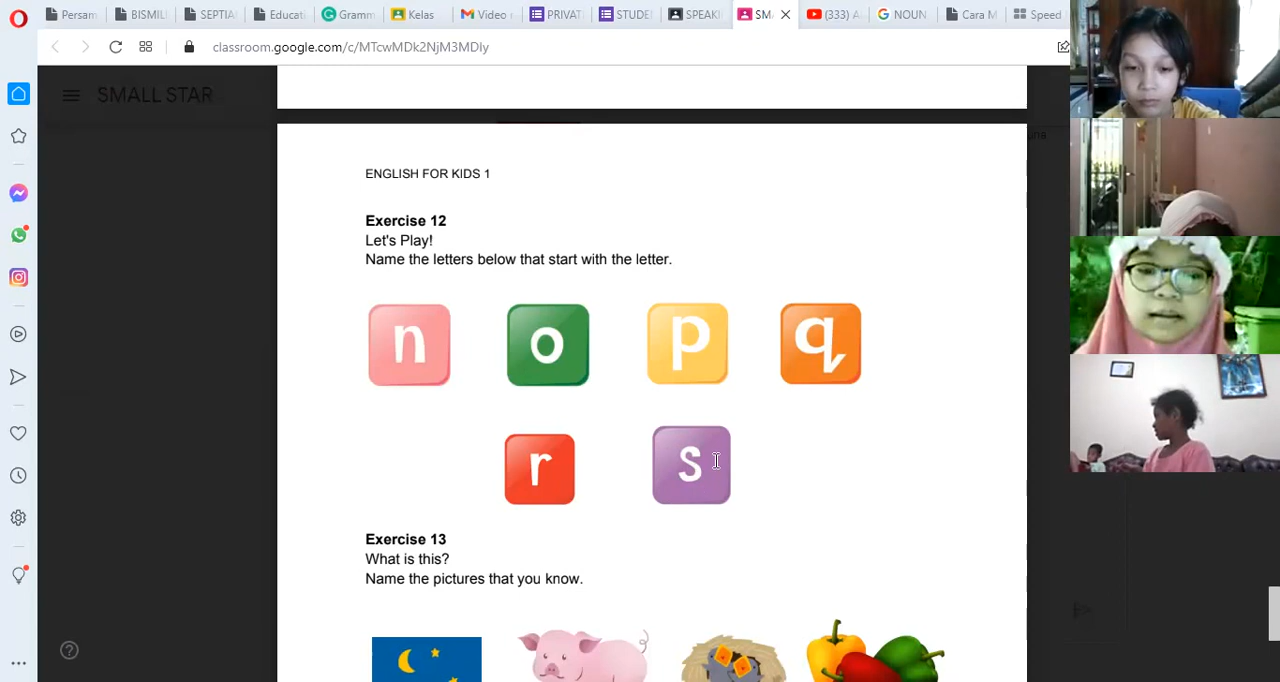 Persam
BISMIL
SEPTIA
Educati
Gramm
Kelas
Video
PRIVAT
STUDE
SPEAKI
SMA
(333) A
NOUN
Cara M
Speed
classroom.google.com/c/MTcwMDk2NjM3MDIy
SMALL STAR
ENGLISH FOR KIDS 1
Exercise 12
Let's Play!
Name the letters below that start with the letter.
n o p q
r s
Exercise 13
What is this?
Name the pictures that you know.